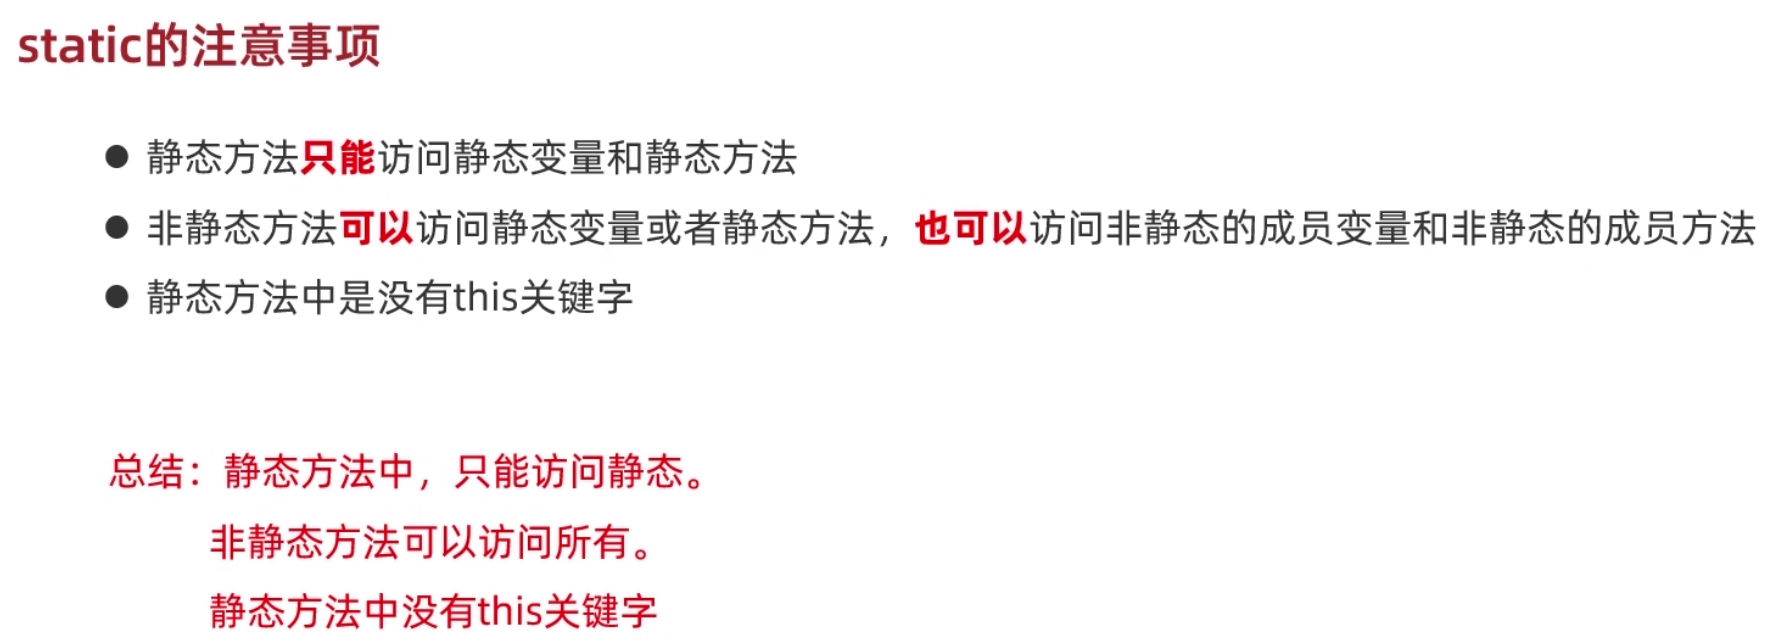 static的注意事项
● 静态方法只能访问静态变量和静态方法
● 非静态方法可以访问静态变量或者静态方法，也可以访问非静态的成员变量和非静态的成员方法
● 静态方法中是没有this关键字
总结：静态方法中，只能访问静态。
非静态方法可以访问所有。
静态方法中没有this关键字